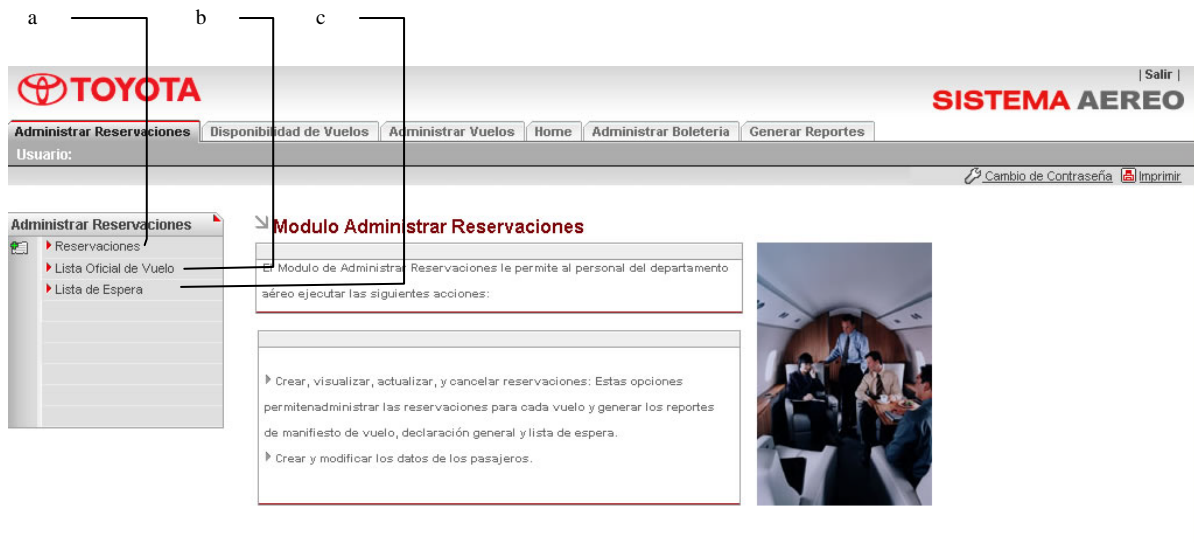 a b c
| Salir |
TOYOTA
SISTEMA AEREO
Administrar Reservaciones Disponibilidad de Vuelos Administrar Vuelos Home Administrar Boleteria Generar Reportes
Usuario:
Cambio de Contraseña Imprimir
Administrar Reservaciones
Reservaciones
Lista Oficial de Vuelo
Lista de Espera
Modulo Administrar Reservaciones
El Modulo de Administrar Reservaciones le permite al personal del departamento
aéreo ejecutar las siguientes acciones:
Crear, visualizar, actualizar, y cancelar reservaciones: Estas opciones
permitenadministrar las reservaciones para cada vuelo y generar los reportes
de manifiesto de vuelo, declaración general y lista de espera.
Crear y modificar los datos de los pasajeros.